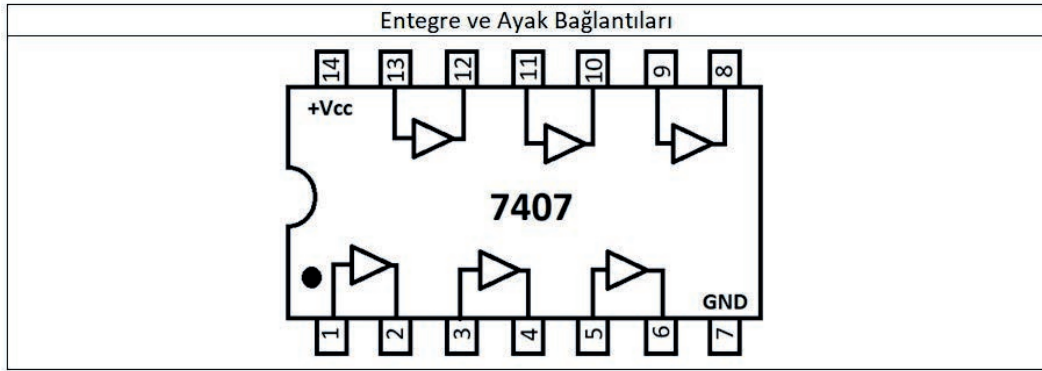 Entegre ve Ayak Bağlantıları
14 13 12 11 10 9 8
+Vcc
7407
GND
1 2 3 4 5 6 7